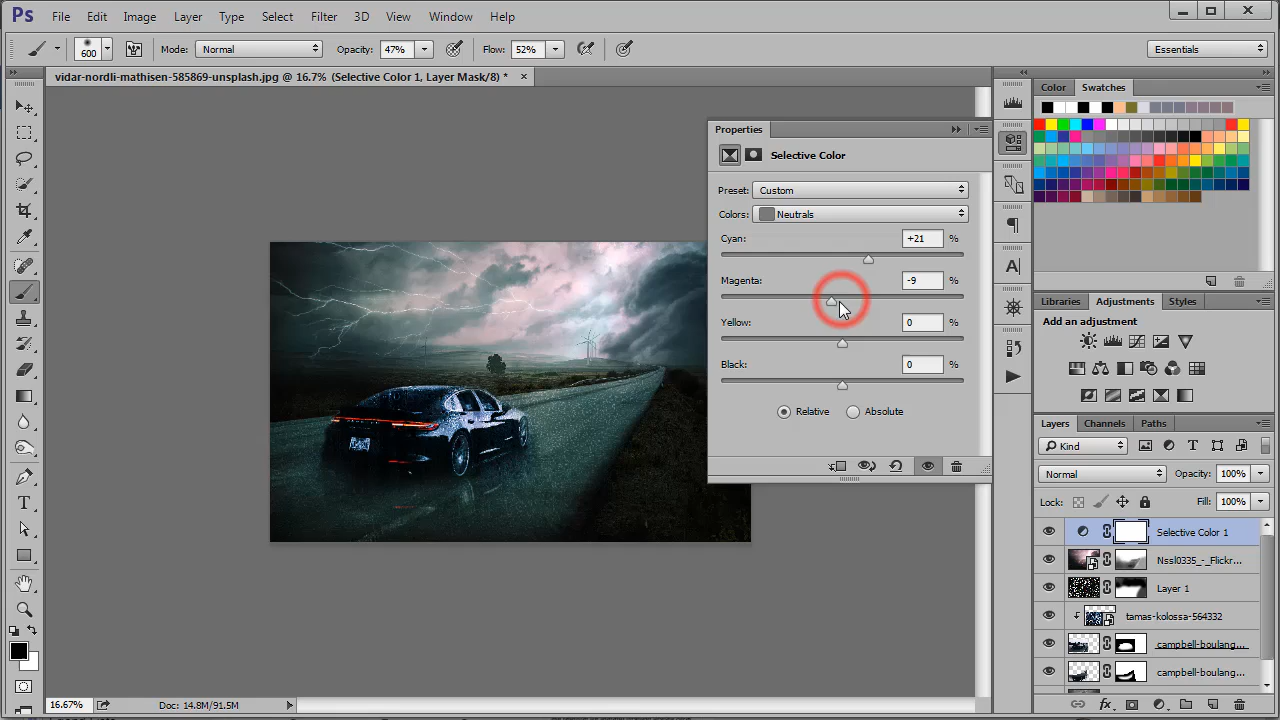 Ps File Edit Image Layer Type Select Filter 3D View Window Help
600 Mode: Normal Opacity: 47% Flow: 52% Essentials
vidar-nordli-mathisen-585869-unsplash.jpg @ 16.7% (Selective Color 1, Layer Mask/8) * ×
Color Swatches
Properties
Selective Color
Preset: Custom
Colors: Neutrals
Cyan: +21 %
Magenta: -9 %
Yellow: 0 %
Black: 0 %
Relative Absolute
Libraries Adjustments Styles
Add an adjustment
Layers Channels Paths
Kind
Normal Opacity: 100%
Lock: Fill: 100%
Selective Color 1
Nssl0335_-_Flickr...
Layer 1
tamas-kolossa-564332
campbell-boulang...
campbell-boulang...
16.67% Doc: 14.8M/91.5M